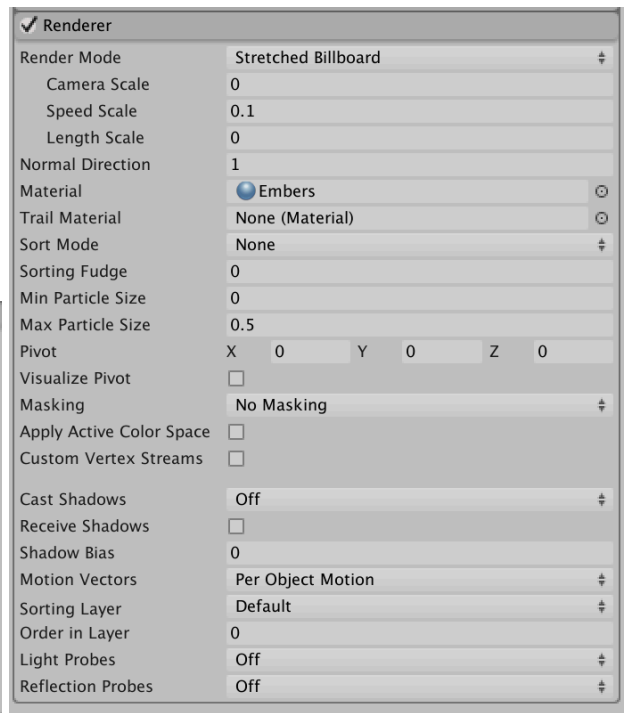 Renderer
Render Mode Stretched Billboard
Camera Scale 0
Speed Scale 0.1
Length Scale 0
Normal Direction 1
Material Embers
Trail Material None (Material)
Sort Mode None
Sorting Fudge 0
Min Particle Size 0
Max Particle Size 0.5
Pivot X 0 Y 0 Z 0
Visualize Pivot
Masking No Masking
Apply Active Color Space
Custom Vertex Streams
Cast Shadows Off
Receive Shadows
Shadow Bias 0
Motion Vectors Per Object Motion
Sorting Layer Default
Order in Layer 0
Light Probes Off
Reflection Probes Off